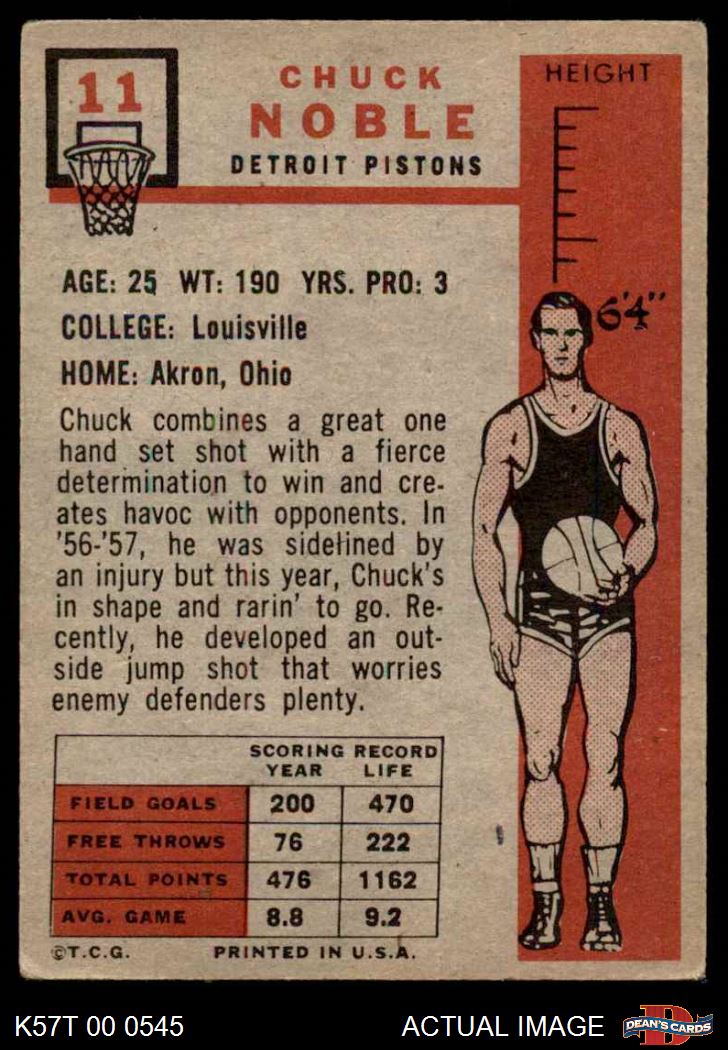 11
CHUCK
NOBLE
DETROIT PISTONS
HEIGHT
6'4"
AGE: 25 WT: 190 YRS. PRO: 3
COLLEGE: Louisville
HOME: Akron, Ohio
Chuck combines a great one
hand set shot with a fierce
determination to win and cre-
ates havoc with opponents. In
'56-'57, he was sidelined by
an injury but this year, Chuck's
in shape and rarin' to go. Re-
cently, he developed an out-
side jump shot that worries
enemy defenders plenty.
SCORING RECORD
YEAR LIFE
FIELD GOALS 200 470
FREE THROWS 76 222
TOTAL POINTS 476 1162
AVG. GAME 8.8 9.2
©T.C.G. PRINTED IN U.S.A.
K57T 00 0545 ACTUAL IMAGE
D
DEAN'S CARDS